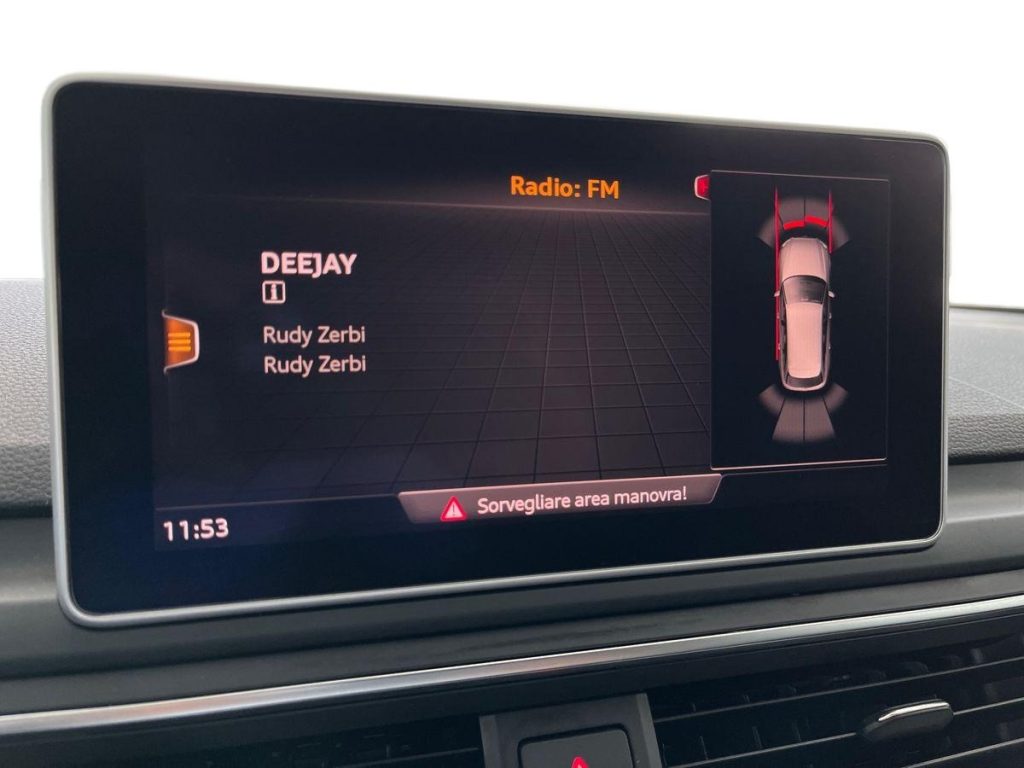 Radio: FM
DEEJAY
Rudy Zerbi
Rudy Zerbi
Sorvegliare area manovra!
11:53